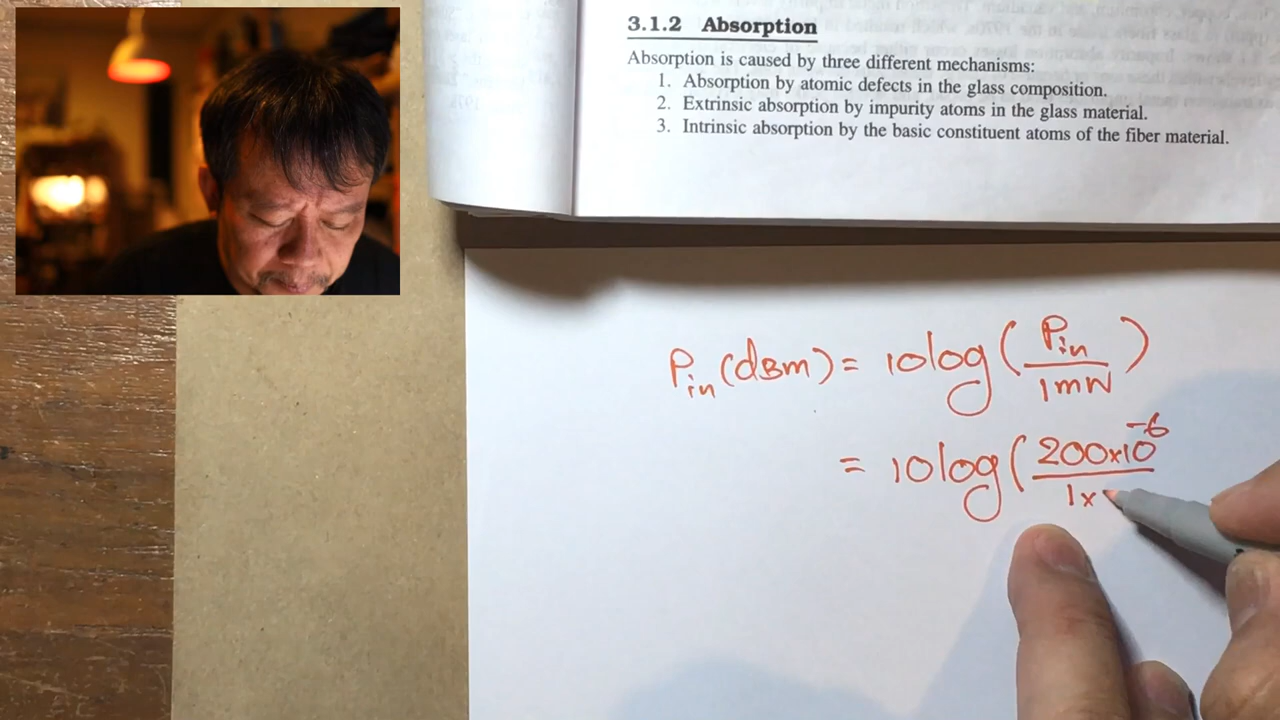 3.1.2 Absorption
Absorption is caused by three different mechanisms:
1. Absorption by atomic defects in the glass composition.
2. Extrinsic absorption by impurity atoms in the glass material.
3. Intrinsic absorption by the basic constituent atoms of the fiber material.
P_in (dBm) = 10log (P_in / 1mW)
= 10log (200x10^-6 / 1x